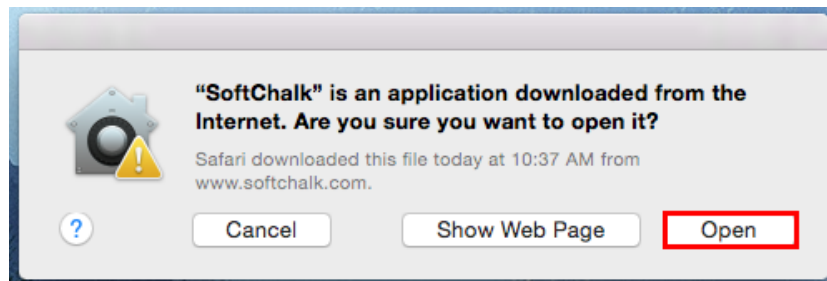 “SoftChalk” is an application downloaded from the
Internet. Are you sure you want to open it?
Safari downloaded this file today at 10:37 AM from
www.softchalk.com.
?
Cancel
Show Web Page
Open